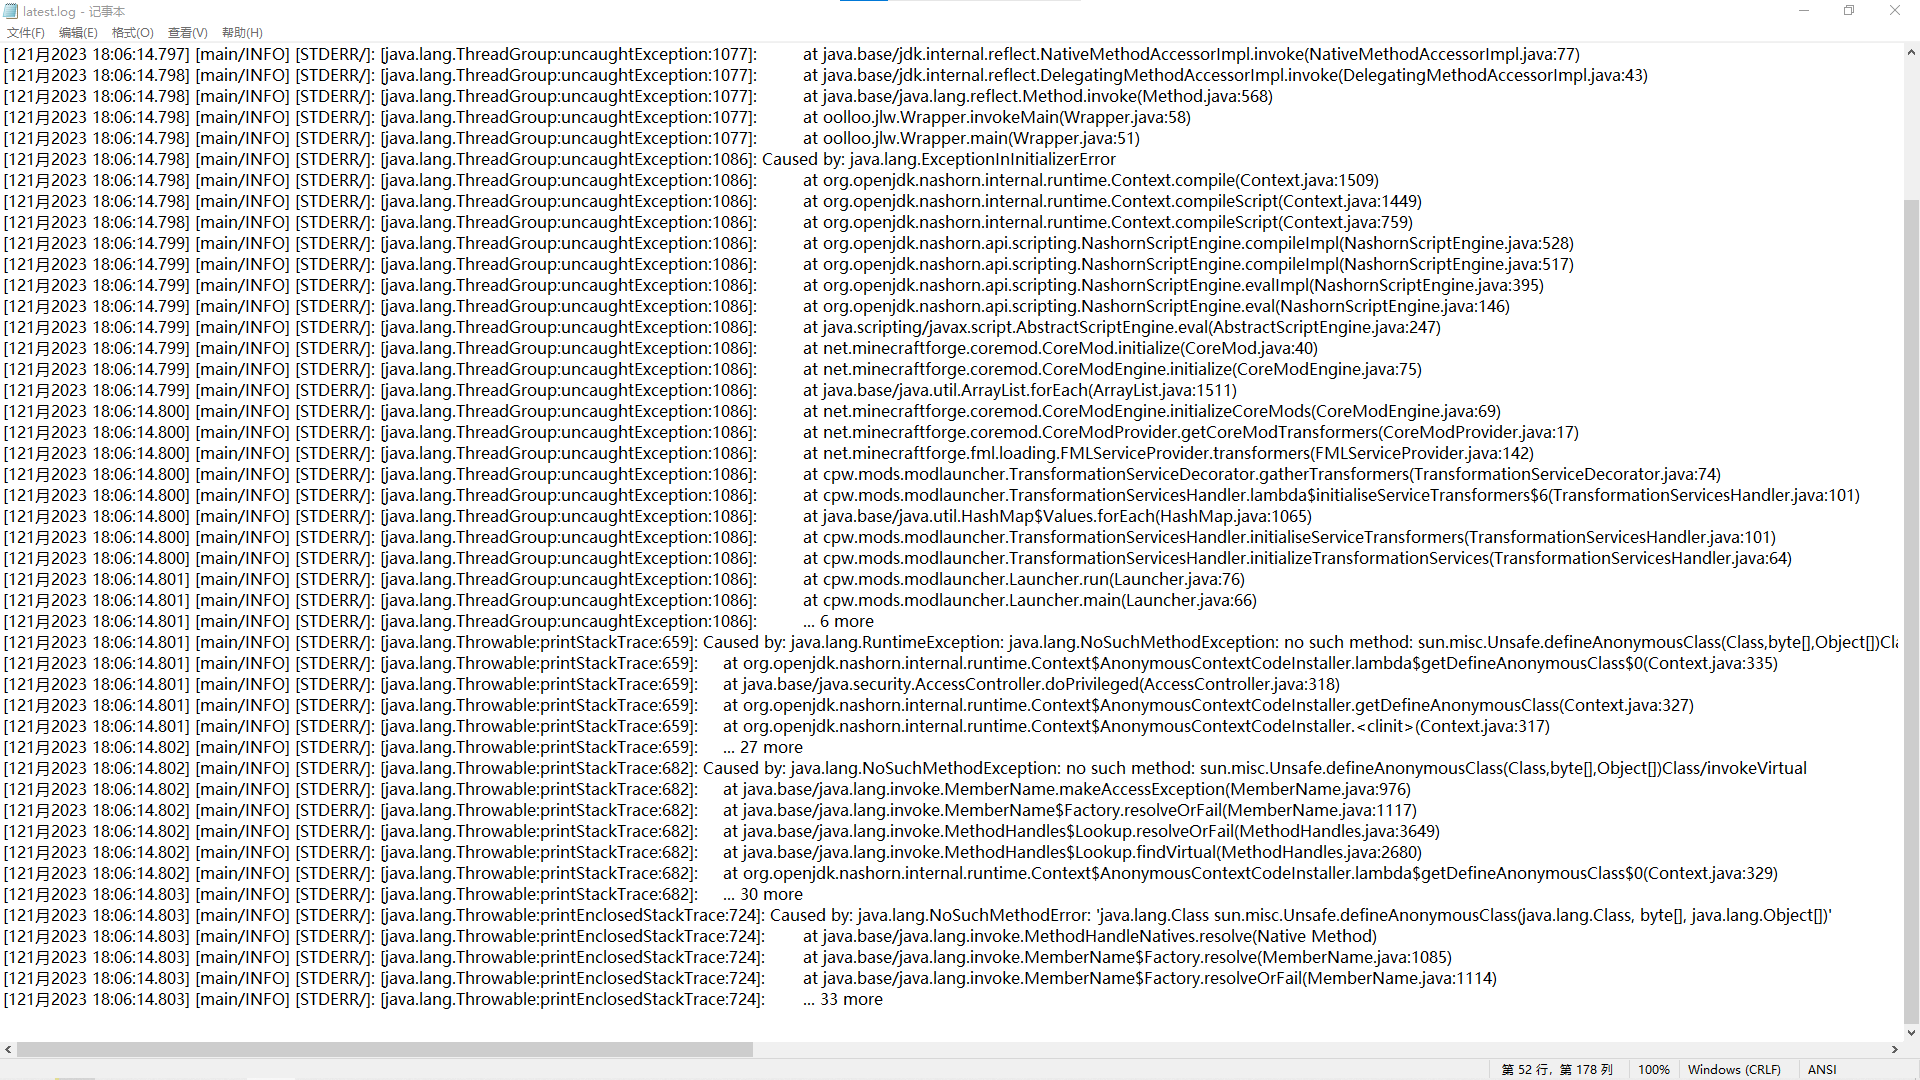 latest.log - 记事本
文件(F) 编辑(E) 格式(O) 查看(V) 帮助(H)
[121月2023 18:06:14.797] [main/INFO] [STDERR/]: [java.lang.ThreadGroup:uncaughtException:1077]: at java.base/jdk.internal.reflect.NativeMethodAccessorImpl.invoke(NativeMethodAccessorImpl.java:77)
[121月2023 18:06:14.798] [main/INFO] [STDERR/]: [java.lang.ThreadGroup:uncaughtException:1077]: at java.base/jdk.internal.reflect.DelegatingMethodAccessorImpl.invoke(DelegatingMethodAccessorImpl.java:43)
[121月2023 18:06:14.798] [main/INFO] [STDERR/]: [java.lang.ThreadGroup:uncaughtException:1077]: at java.base/java.lang.reflect.Method.invoke(Method.java:568)
[121月2023 18:06:14.798] [main/INFO] [STDERR/]: [java.lang.ThreadGroup:uncaughtException:1077]: at oolloo.jlw.Wrapper.invokeMain(Wrapper.java:58)
[121月2023 18:06:14.798] [main/INFO] [STDERR/]: [java.lang.ThreadGroup:uncaughtException:1077]: at oolloo.jlw.Wrapper.main(Wrapper.java:51)
[121月2023 18:06:14.798] [main/INFO] [STDERR/]: [java.lang.ThreadGroup:uncaughtException:1086]: Caused by: java.lang.ExceptionInInitializerError
[121月2023 18:06:14.798] [main/INFO] [STDERR/]: [java.lang.ThreadGroup:uncaughtException:1086]: at org.openjdk.nashorn.internal.runtime.Context.compile(Context.java:1509)
[121月2023 18:06:14.798] [main/INFO] [STDERR/]: [java.lang.ThreadGroup:uncaughtException:1086]: at org.openjdk.nashorn.internal.runtime.Context.compileScript(Context.java:1449)
[121月2023 18:06:14.798] [main/INFO] [STDERR/]: [java.lang.ThreadGroup:uncaughtException:1086]: at org.openjdk.nashorn.internal.runtime.Context.compileScript(Context.java:759)
[121月2023 18:06:14.799] [main/INFO] [STDERR/]: [java.lang.ThreadGroup:uncaughtException:1086]: at org.openjdk.nashorn.api.scripting.NashornScriptEngine.compileImpl(NashornScriptEngine.java:528)
[121月2023 18:06:14.799] [main/INFO] [STDERR/]: [java.lang.ThreadGroup:uncaughtException:1086]: at org.openjdk.nashorn.api.scripting.NashornScriptEngine.compileImpl(NashornScriptEngine.java:517)
[121月2023 18:06:14.799] [main/INFO] [STDERR/]: [java.lang.ThreadGroup:uncaughtException:1086]: at org.openjdk.nashorn.api.scripting.NashornScriptEngine.evalImpl(NashornScriptEngine.java:395)
[121月2023 18:06:14.799] [main/INFO] [STDERR/]: [java.lang.ThreadGroup:uncaughtException:1086]: at org.openjdk.nashorn.api.scripting.NashornScriptEngine.eval(NashornScriptEngine.java:146)
[121月2023 18:06:14.799] [main/INFO] [STDERR/]: [java.lang.ThreadGroup:uncaughtException:1086]: at java.scripting/javax.script.AbstractScriptEngine.eval(AbstractScriptEngine.java:247)
[121月2023 18:06:14.799] [main/INFO] [STDERR/]: [java.lang.ThreadGroup:uncaughtException:1086]: at net.minecraftforge.coremod.CoreMod.initialize(CoreMod.java:40)
[121月2023 18:06:14.799] [main/INFO] [STDERR/]: [java.lang.ThreadGroup:uncaughtException:1086]: at net.minecraftforge.coremod.CoreModEngine.initialize(CoreModEngine.java:75)
[121月2023 18:06:14.799] [main/INFO] [STDERR/]: [java.lang.ThreadGroup:uncaughtException:1086]: at java.base/java.util.ArrayList.forEach(ArrayList.java:1511)
[121月2023 18:06:14.800] [main/INFO] [STDERR/]: [java.lang.ThreadGroup:uncaughtException:1086]: at net.minecraftforge.coremod.CoreModEngine.initializeCoreMods(CoreModEngine.java:69)
[121月2023 18:06:14.800] [main/INFO] [STDERR/]: [java.lang.ThreadGroup:uncaughtException:1086]: at net.minecraftforge.coremod.CoreModProvider.getCoreModTransformers(CoreModProvider.java:17)
[121月2023 18:06:14.800] [main/INFO] [STDERR/]: [java.lang.ThreadGroup:uncaughtException:1086]: at net.minecraftforge.fml.loading.FMLServiceProvider.transformers(FMLServiceProvider.java:142)
[121月2023 18:06:14.800] [main/INFO] [STDERR/]: [java.lang.ThreadGroup:uncaughtException:1086]: at cpw.mods.modlauncher.TransformationServiceDecorator.gatherTransformers(TransformationServiceDecorator.java:74)
[121月2023 18:06:14.800] [main/INFO] [STDERR/]: [java.lang.ThreadGroup:uncaughtException:1086]: at cpw.mods.modlauncher.TransformationServicesHandler.lambda$initialiseServiceTransformers$6(TransformationServicesHandler.java:101)
[121月2023 18:06:14.800] [main/INFO] [STDERR/]: [java.lang.ThreadGroup:uncaughtException:1086]: at java.base/java.util.HashMap$Values.forEach(HashMap.java:1065)
[121月2023 18:06:14.800] [main/INFO] [STDERR/]: [java.lang.ThreadGroup:uncaughtException:1086]: at cpw.mods.modlauncher.TransformationServicesHandler.initialiseServiceTransformers(TransformationServicesHandler.java:101)
[121月2023 18:06:14.800] [main/INFO] [STDERR/]: [java.lang.ThreadGroup:uncaughtException:1086]: at cpw.mods.modlauncher.TransformationServicesHandler.initializeTransformationServices(TransformationServicesHandler.java:64)
[121月2023 18:06:14.801] [main/INFO] [STDERR/]: [java.lang.ThreadGroup:uncaughtException:1086]: at cpw.mods.modlauncher.Launcher.run(Launcher.java:76)
[121月2023 18:06:14.801] [main/INFO] [STDERR/]: [java.lang.ThreadGroup:uncaughtException:1086]: at cpw.mods.modlauncher.Launcher.main(Launcher.java:66)
[121月2023 18:06:14.801] [main/INFO] [STDERR/]: [java.lang.ThreadGroup:uncaughtException:1086]: ... 6 more
[121月2023 18:06:14.801] [main/INFO] [STDERR/]: [java.lang.Throwable:printStackTrace:659]: Caused by: java.lang.RuntimeException: java.lang.NoSuchMethodException: no such method: sun.misc.Unsafe.defineAnonymousClass(Class,byte[],Object[])Cla
[121月2023 18:06:14.801] [main/INFO] [STDERR/]: [java.lang.Throwable:printStackTrace:659]: at org.openjdk.nashorn.internal.runtime.Context$AnonymousContextCodeInstaller.lambda$getDefineAnonymousClass$0(Context.java:335)
[121月2023 18:06:14.801] [main/INFO] [STDERR/]: [java.lang.Throwable:printStackTrace:659]: at java.base/java.security.AccessController.doPrivileged(AccessController.java:318)
[121月2023 18:06:14.801] [main/INFO] [STDERR/]: [java.lang.Throwable:printStackTrace:659]: at org.openjdk.nashorn.internal.runtime.Context$AnonymousContextCodeInstaller.getDefineAnonymousClass(Context.java:327)
[121月2023 18:06:14.801] [main/INFO] [STDERR/]: [java.lang.Throwable:printStackTrace:659]: at org.openjdk.nashorn.internal.runtime.Context$AnonymousContextCodeInstaller.<clinit>(Context.java:317)
[121月2023 18:06:14.802] [main/INFO] [STDERR/]: [java.lang.Throwable:printStackTrace:659]: ... 27 more
[121月2023 18:06:14.802] [main/INFO] [STDERR/]: [java.lang.Throwable:printStackTrace:682]: Caused by: java.lang.NoSuchMethodException: no such method: sun.misc.Unsafe.defineAnonymousClass(Class,byte[],Object[])Class/invokeVirtual
[121月2023 18:06:14.802] [main/INFO] [STDERR/]: [java.lang.Throwable:printStackTrace:682]: at java.base/java.lang.invoke.MemberName.makeAccessException(MemberName.java:976)
[121月2023 18:06:14.802] [main/INFO] [STDERR/]: [java.lang.Throwable:printStackTrace:682]: at java.base/java.lang.invoke.MemberName$Factory.resolveOrFail(MemberName.java:1117)
[121月2023 18:06:14.802] [main/INFO] [STDERR/]: [java.lang.Throwable:printStackTrace:682]: at java.base/java.lang.invoke.MethodHandles$Lookup.resolveOrFail(MethodHandles.java:3649)
[121月2023 18:06:14.802] [main/INFO] [STDERR/]: [java.lang.Throwable:printStackTrace:682]: at java.base/java.lang.invoke.MethodHandles$Lookup.findVirtual(MethodHandles.java:2680)
[121月2023 18:06:14.802] [main/INFO] [STDERR/]: [java.lang.Throwable:printStackTrace:682]: at org.openjdk.nashorn.internal.runtime.Context$AnonymousContextCodeInstaller.lambda$getDefineAnonymousClass$0(Context.java:329)
[121月2023 18:06:14.803] [main/INFO] [STDERR/]: [java.lang.Throwable:printStackTrace:682]: ... 30 more
[121月2023 18:06:14.803] [main/INFO] [STDERR/]: [java.lang.Throwable:printEnclosedStackTrace:724]: Caused by: java.lang.NoSuchMethodError: 'java.lang.Class sun.misc.Unsafe.defineAnonymousClass(java.lang.Class, byte[], java.lang.Object[])'
[121月2023 18:06:14.803] [main/INFO] [STDERR/]: [java.lang.Throwable:printEnclosedStackTrace:724]: at java.base/java.lang.invoke.MethodHandleNatives.resolve(Native Method)
[121月2023 18:06:14.803] [main/INFO] [STDERR/]: [java.lang.Throwable:printEnclosedStackTrace:724]: at java.base/java.lang.invoke.MemberName$Factory.resolve(MemberName.java:1085)
[121月2023 18:06:14.803] [main/INFO] [STDERR/]: [java.lang.Throwable:printEnclosedStackTrace:724]: at java.base/java.lang.invoke.MemberName$Factory.resolveOrFail(MemberName.java:1114)
[121月2023 18:06:14.803] [main/INFO] [STDERR/]: [java.lang.Throwable:printEnclosedStackTrace:724]: ... 33 more
第 52 行，第 178 列 100% Windows (CRLF) ANSI